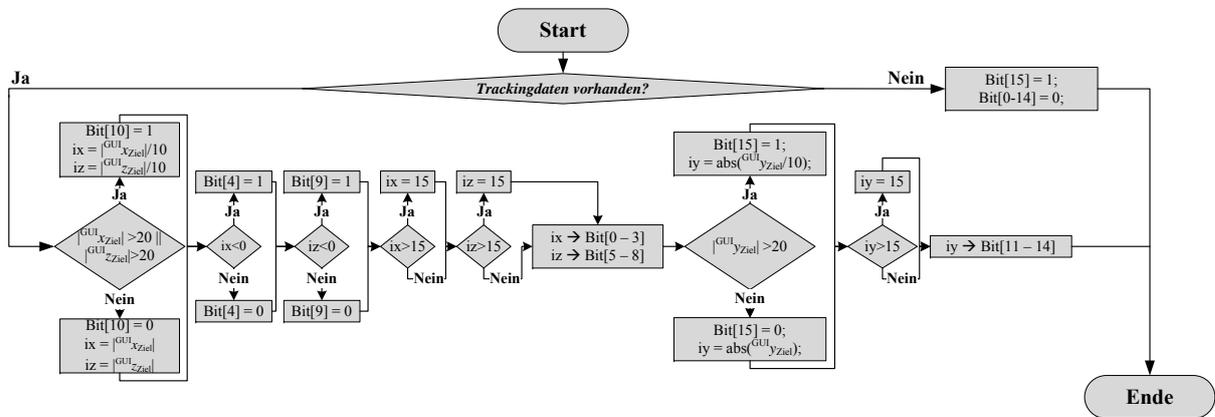 Start
Ja
Nein
Trackingdaten vorhanden?
Bit[15] = 1;
Bit[0-14] = 0;
Bit[10] = 1
ix = |GUIxZiel|/10
iz = |GUIzZiel|/10
Ja
|GUIxZiel| >20 ||
|GUIzZiel|>20
Nein
Bit[10] = 0
ix = |GUIxZiel|
iz = |GUIzZiel|
Bit[4] = 1
Ja
ix<0
Nein
Bit[4] = 0
Bit[9] = 1
Ja
iz<0
Nein
Bit[9] = 0
ix = 15
Ja
ix>15
Nein
iz = 15
Ja
iz>15
Nein
ix → Bit[0 – 3]
iz → Bit[5 – 8]
Bit[15] = 1;
iy = abs(GUIyZiel/10);
Ja
|GUIyZiel| >20
Nein
Bit[15] = 0;
iy = abs(GUIyZiel);
iy = 15
Ja
iy>15
Nein
iy → Bit[11 – 14]
Ende